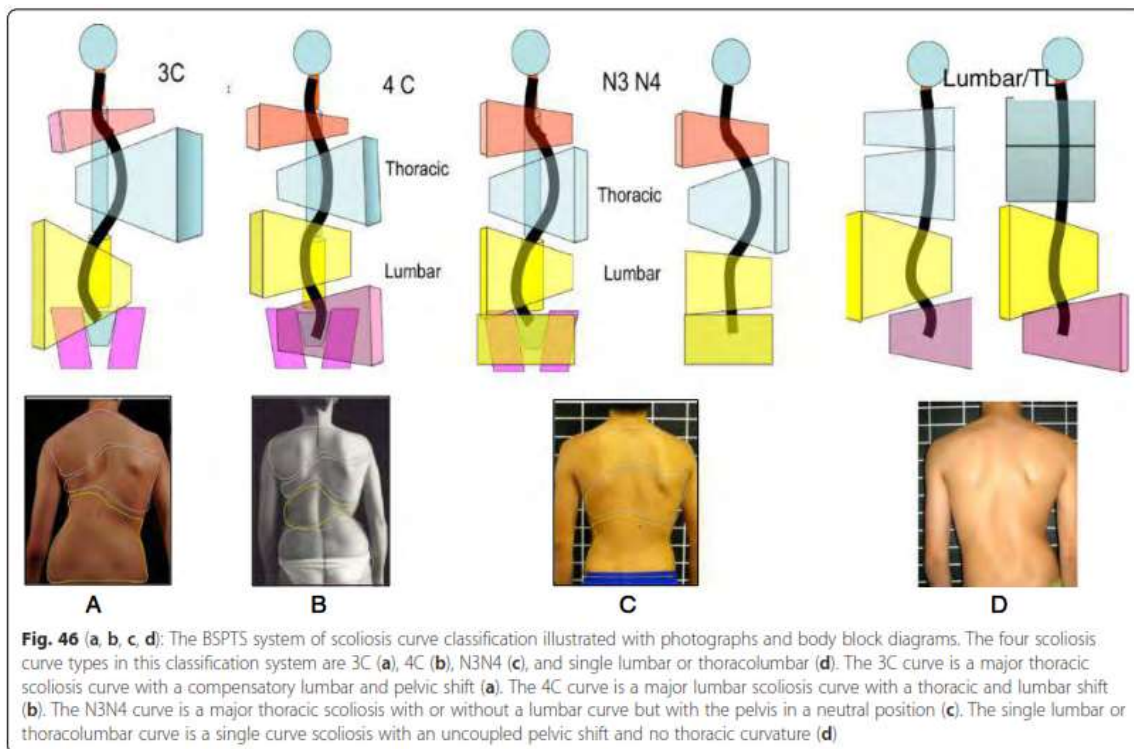 3C
:
4 C
N3 N4
Lumbar/TL
Thoracic
Thoracic
Lumbar
Lumbar
A
B
C
D
Fig. 46 (a, b, c, d): The BSPTS system of scoliosis curve classification illustrated with photographs and body block diagrams. The four scoliosis
curve types in this classification system are 3C (a), 4C (b), N3N4 (c), and single lumbar or thoracolumbar (d). The 3C curve is a major thoracic
scoliosis curve with a compensatory lumbar and pelvic shift (a). The 4C curve is a major lumbar scoliosis curve with a thoracic and lumbar shift
(b). The N3N4 curve is a major thoracic scoliosis with or without a lumbar curve but with the pelvis in a neutral position (c). The single lumbar or
thoracolumbar curve is a single curve scoliosis with an uncoupled pelvic shift and no thoracic curvature (d)